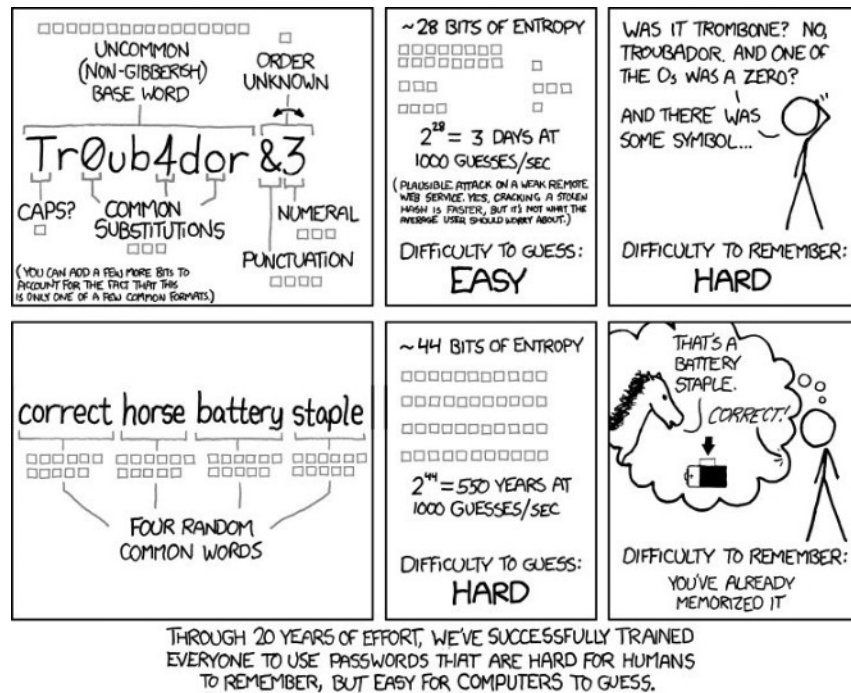 UNCOMMON
(NON-GIBBERISH)
BASE WORD
ORDER
UNKNOWN
Tr0ub4dor &3
CAPS?
COMMON
SUBSTITUTIONS
NUMERAL
PUNCTUATION
(YOU CAN ADD A FEW MORE BITS TO
ACCOUNT FOR THE FACT THAT THIS
IS ONLY ONE OF A FEW COMMON FORMATS.)
~28 BITS OF ENTROPY
2^28 = 3 DAYS AT
1000 GUESSES/SEC
(PLAUSIBLE ATTACK ON A WEAK REMOTE
WEB SERVICE. YES, CRACKING A STOLEN
HASH IS FASTER, BUT IT'S NOT WHAT THE
AVERAGE USER SHOULD WORRY ABOUT.)
DIFFICULTY TO GUESS:
EASY
WAS IT TROMBONE? NO,
TROUBADOR. AND ONE OF
THE Os WAS A ZERO?
AND THERE WAS
SOME SYMBOL...
DIFFICULTY TO REMEMBER:
HARD
correct horse battery staple
FOUR RANDOM
COMMON WORDS
~44 BITS OF ENTROPY
2^44 = 550 YEARS AT
1000 GUESSES/SEC
DIFFICULTY TO GUESS:
HARD
THAT'S A
BATTERY
STAPLE.
CORRECT!
DIFFICULTY TO REMEMBER:
YOU'VE ALREADY
MEMORIZED IT
THROUGH 20 YEARS OF EFFORT, WE'VE SUCCESSFULLY TRAINED
EVERYONE TO USE PASSWORDS THAT ARE HARD FOR HUMANS
TO REMEMBER, BUT EASY FOR COMPUTERS TO GUESS.